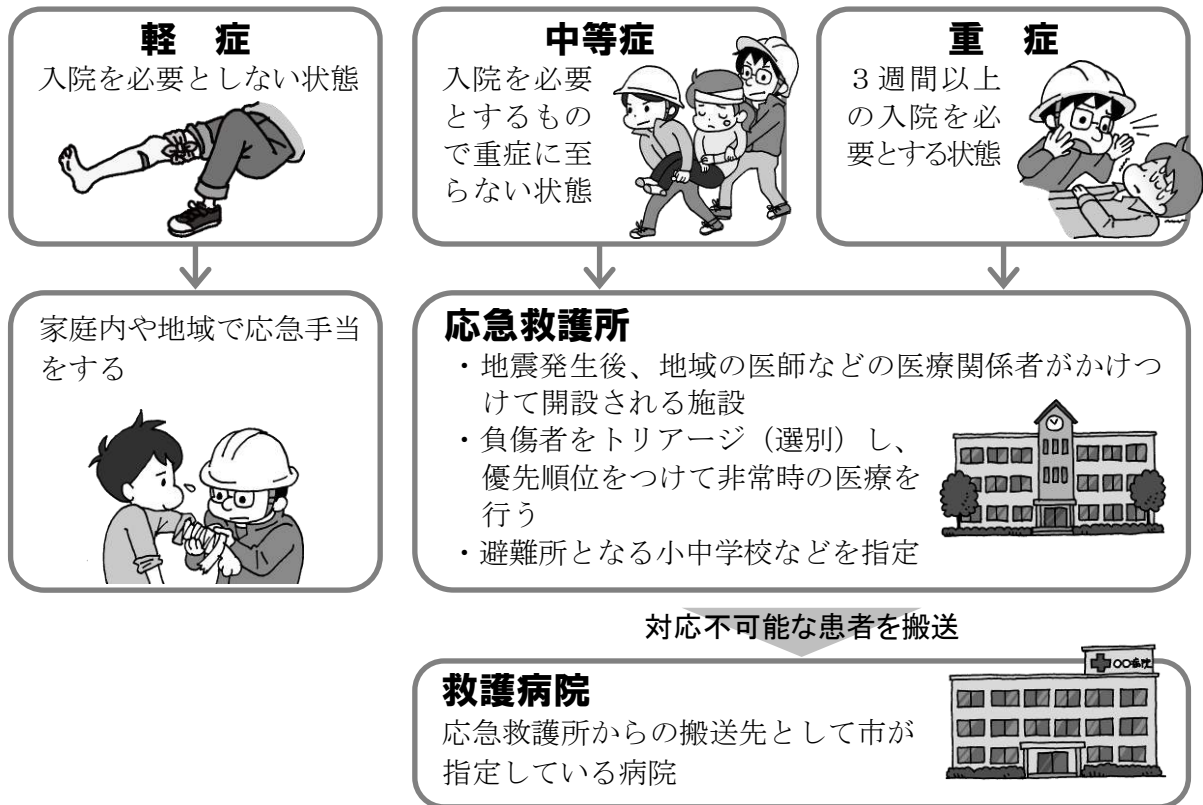 軽　症
入院を必要としない状態
中等症
入院を必要
とするもの
で重症に至
らない状態
重　症
３週間以上
の入院を必
要とする状態
家庭内や地域で応急手当
をする
応急救護所
・地震発生後、地域の医師などの医療関係者がかけつ
けて開設される施設
・負傷者をトリアージ（選別）し、
優先順位をつけて非常時の医療を
行う
・避難所となる小中学校などを指定
対応不可能な患者を搬送
救護病院
応急救護所からの搬送先として市が
指定している病院
〇〇病院